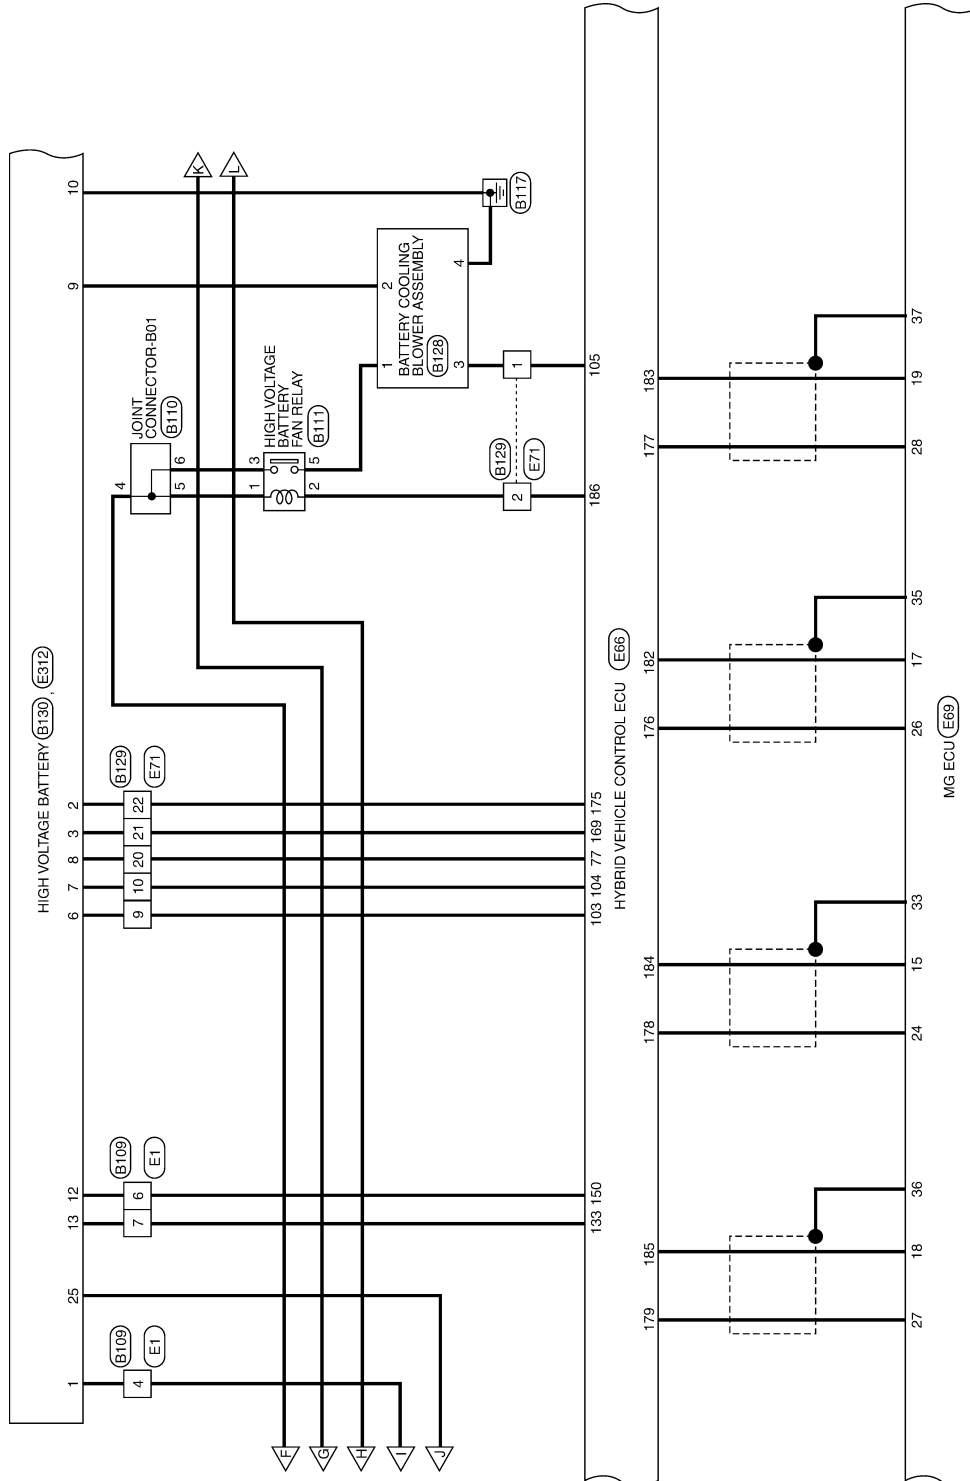 HIGH VOLTAGE BATTERY B130 , E312
1
25
13
12
6
7
8
3
2
9
10
B109
E1
4
B109
E1
7
6
B129
E71
9
10
20
21
22
JOINT
CONNECTOR-B01
B110
4
5
6
HIGH VOLTAGE
BATTERY
FAN RELAY
B111
1
3
2
5
BATTERY COOLING
BLOWER ASSEMBLY
B128
1
2
3
4
B117
K
L
B129
E71
2
1
F
G
H
I
J
133
150
103
104
77
169
175
186
105
HYBRID VEHICLE CONTROL ECU E66
179
185
178
184
176
182
177
183
27
18
36
24
15
33
26
17
35
28
19
37
MG ECU E69